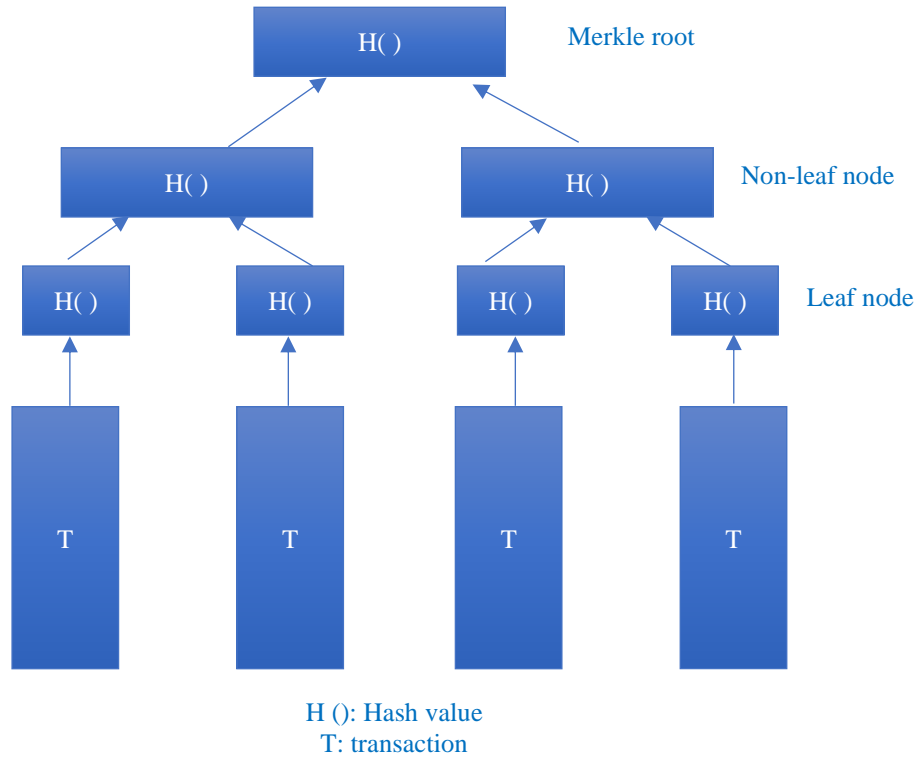 H( )
Merkle root
H( )
H( )
Non-leaf node
H( )
H( )
H( )
H( )
Leaf node
T
T
T
T
H (): Hash value
T: transaction